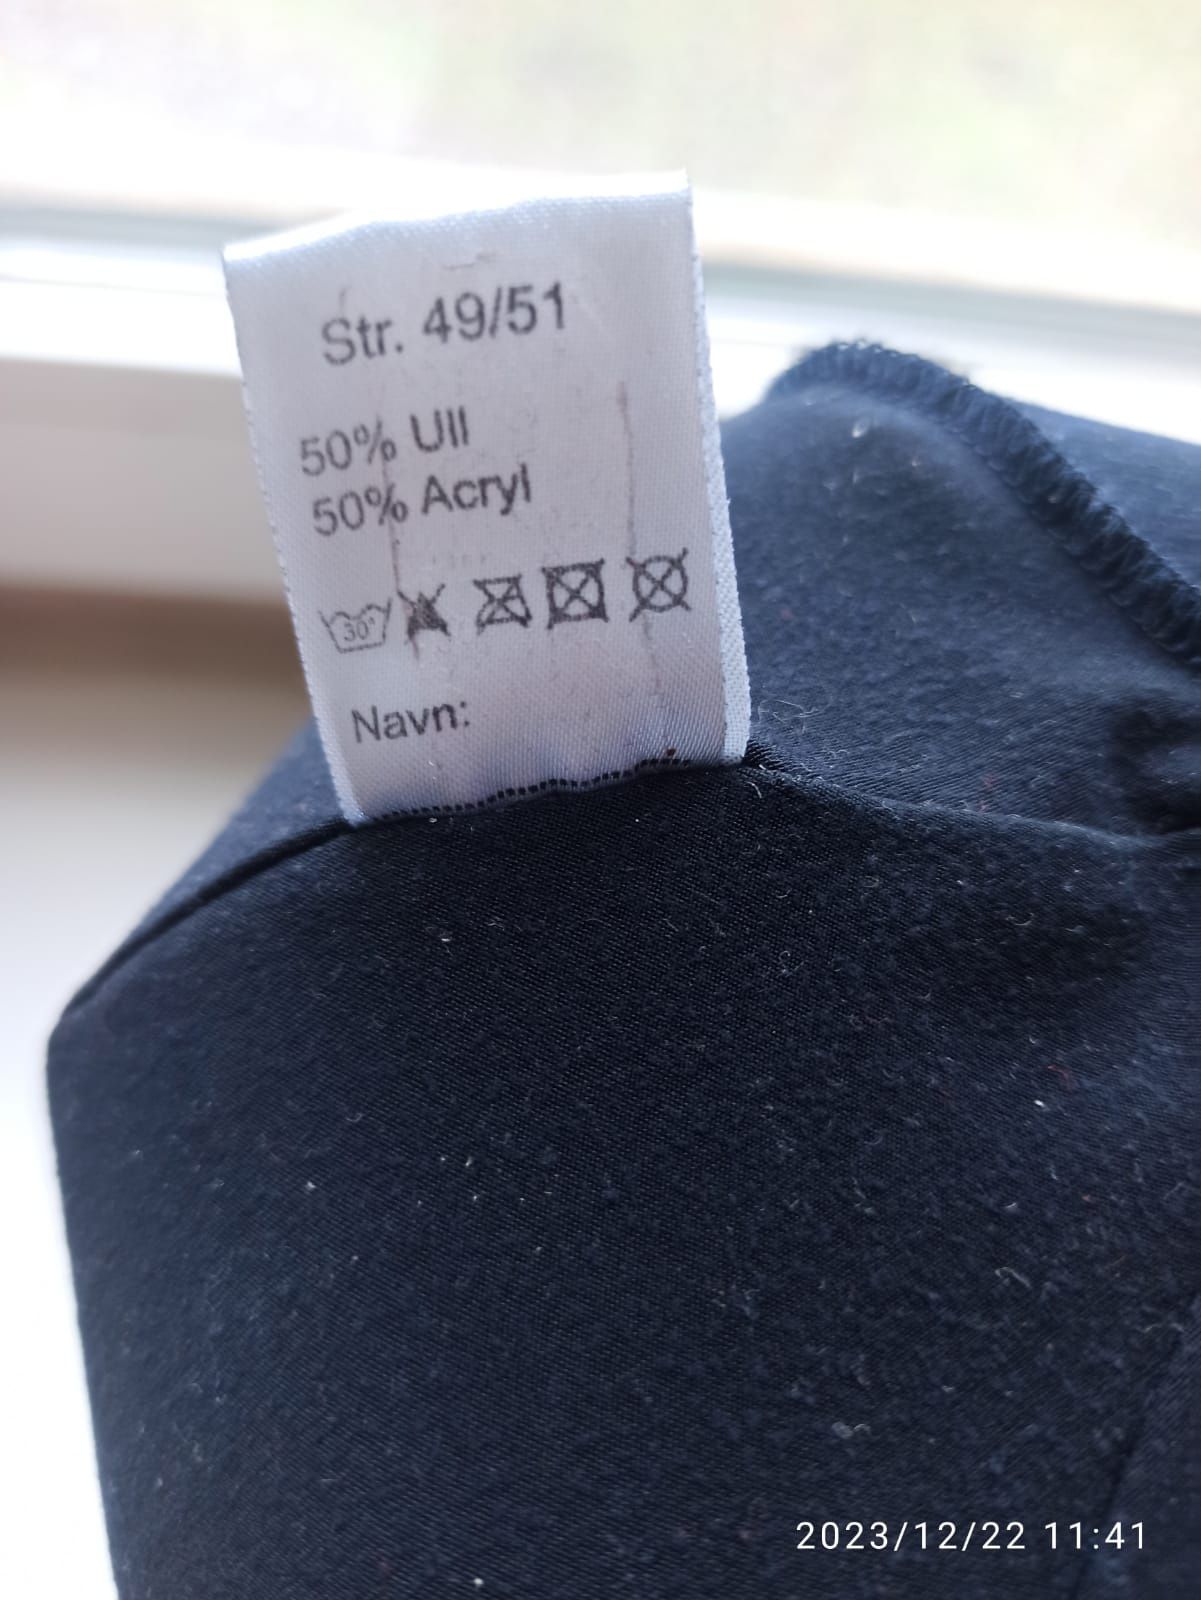 Str. 49/51
50% Ull
50% Acryl
30°
Navn:
2023/12/22 11:41